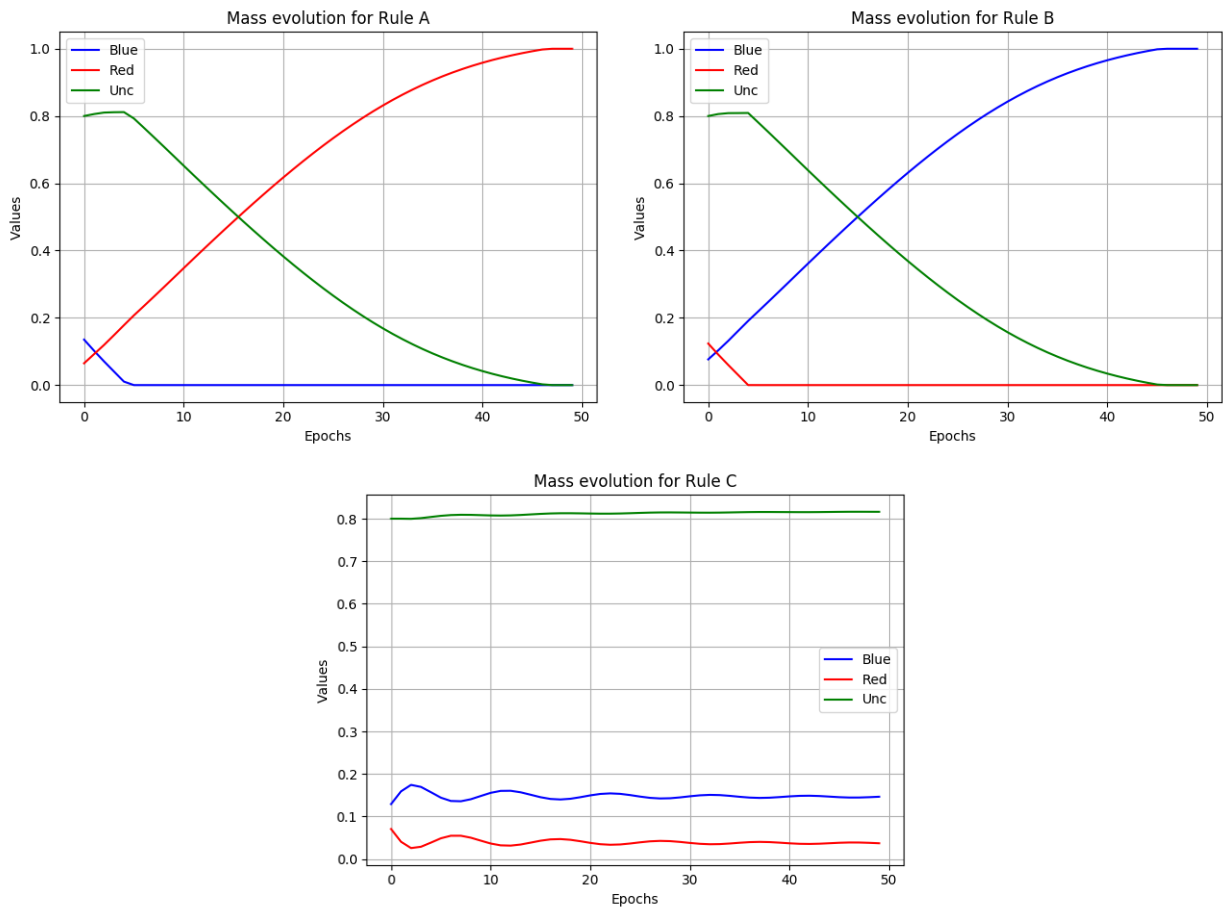 Mass evolution for Rule A
1.0
0.8
0.6
0.4
0.2
0.0
Values
Blue
Red
Unc
0 10 20 30 40 50
Epochs
Mass evolution for Rule B
1.0
0.8
0.6
0.4
0.2
0.0
Values
Blue
Red
Unc
0 10 20 30 40 50
Epochs
Mass evolution for Rule C
0.8
0.7
0.6
0.5
0.4
0.3
0.2
0.1
0.0
Values
Blue
Red
Unc
0 10 20 30 40 50
Epochs